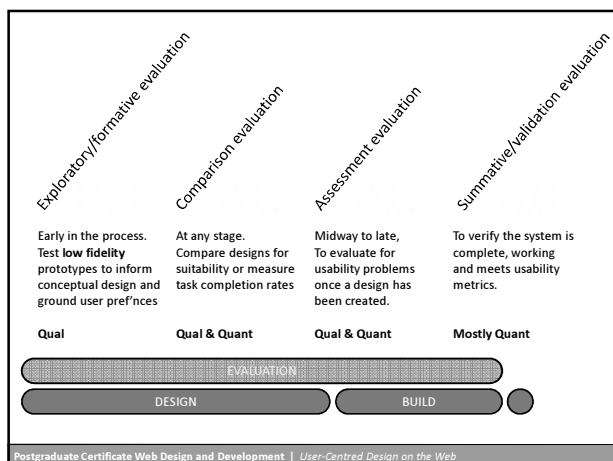 Exploratory/formative evaluation
Comparison evaluation
Assessment evaluation
Summative/validation evaluation
Early in the process.
Test low fidelity
prototypes to inform
conceptual design and
ground user pref'nces
Qual
At any stage.
Compare designs for
suitability or measure
task completion rates
Qual & Quant
Midway to late,
To evaluate for
usability problems
once a design has
been created.
Qual & Quant
To verify the system is
complete, working
and meets usability
metrics.
Mostly Quant
EVALUATION
DESIGN
BUILD
Postgraduate Certificate Web Design and Development | User-Centred Design on the Web